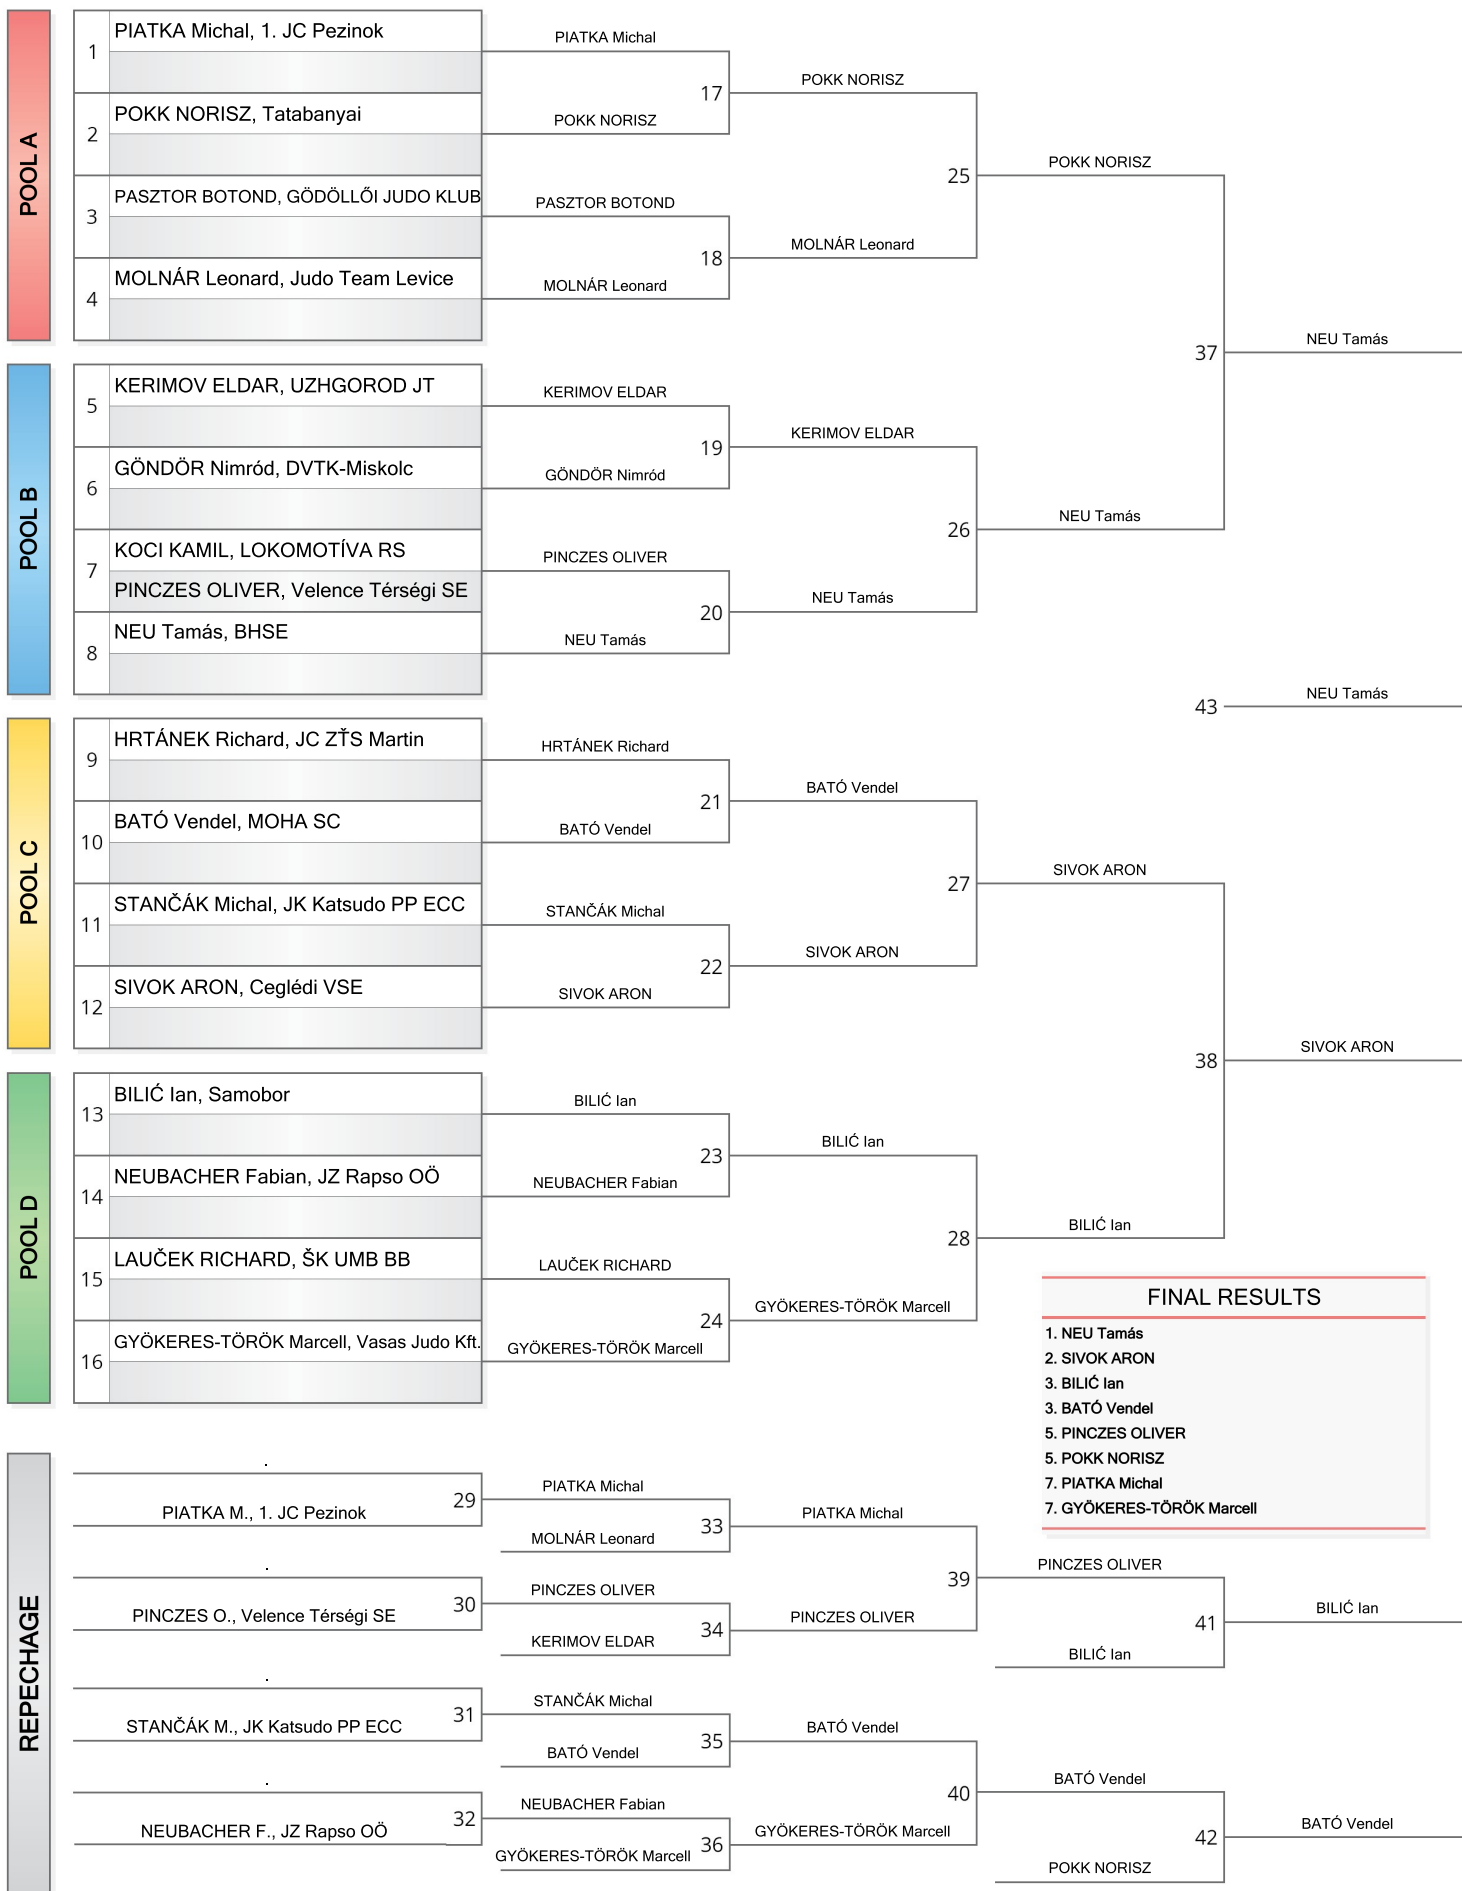 POOL A
1
PIATKA Michal, 1. JC Pezinok
2
POKK NORISZ, Tatabanyai
3
PASZTOR BOTOND, GÖDÖLLŐI JUDO KLUB
4
MOLNÁR Leonard, Judo Team Levice
PIATKA Michal
17
POKK NORISZ
PASZTOR BOTOND
18
MOLNÁR Leonard
POKK NORISZ
25
MOLNÁR Leonard
POKK NORISZ
POOL B
5
KERIMOV ELDAR, UZHGOROD JT
6
GÖNDÖR Nimród, DVTK-Miskolc
7
KOCI KAMIL, LOKOMOTÍVA RS
PINCZES OLIVER, Velence Térségi SE
8
NEU Tamás, BHSE
KERIMOV ELDAR
19
GÖNDÖR Nimród
PINCZES OLIVER
20
NEU Tamás
KERIMOV ELDAR
26
NEU Tamás
NEU Tamás
37
NEU Tamás
43
NEU Tamás
POOL C
9
HRTÁNEK Richard, JC ZŤS Martin
10
BATÓ Vendel, MOHA SC
11
STANČÁK Michal, JK Katsudo PP ECC
12
SIVOK ARON, Ceglédi VSE
HRTÁNEK Richard
21
BATÓ Vendel
STANČÁK Michal
22
SIVOK ARON
BATÓ Vendel
27
SIVOK ARON
SIVOK ARON
POOL D
13
BILIĆ Ian, Samobor
14
NEUBACHER Fabian, JZ Rapso OÖ
15
LAUČEK RICHARD, ŠK UMB BB
16
GYÖKERES-TÖRÖK Marcell, Vasas Judo Kft.
BILIĆ Ian
23
NEUBACHER Fabian
LAUČEK RICHARD
24
GYÖKERES-TÖRÖK Marcell
BILIĆ Ian
28
GYÖKERES-TÖRÖK Marcell
BILIĆ Ian
38
SIVOK ARON
FINAL RESULTS
1. NEU Tamás
2. SIVOK ARON
3. BILIĆ Ian
3. BATÓ Vendel
5. PINCZES OLIVER
5. POKK NORISZ
7. PIATKA Michal
7. GYÖKERES-TÖRÖK Marcell
REPECHAGE
.
29
PIATKA M., 1. JC Pezinok
.
30
PINCZES O., Velence Térségi SE
.
31
STANČÁK M., JK Katsudo PP ECC
.
32
NEUBACHER F., JZ Rapso OÖ
PIATKA Michal
33
MOLNÁR Leonard
PINCZES OLIVER
34
KERIMOV ELDAR
STANČÁK Michal
35
BATÓ Vendel
NEUBACHER Fabian
36
GYÖKERES-TÖRÖK Marcell
PIATKA Michal
39
PINCZES OLIVER
BATÓ Vendel
40
GYÖKERES-TÖRÖK Marcell
PINCZES OLIVER
41
BILIĆ Ian
BILIĆ Ian
BATÓ Vendel
42
POKK NORISZ
BATÓ Vendel